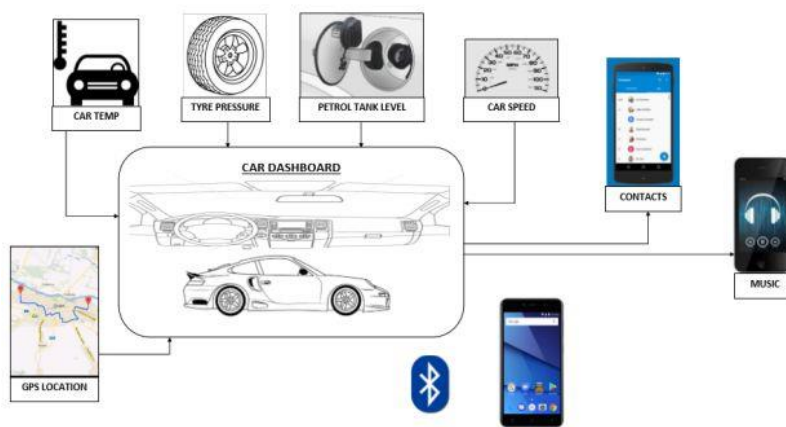 CAR TEMP
TYRE PRESSURE
PETROL TANK LEVEL
CAR SPEED
CAR DASHBOARD
CONTACTS
MUSIC
GPS LOCATION